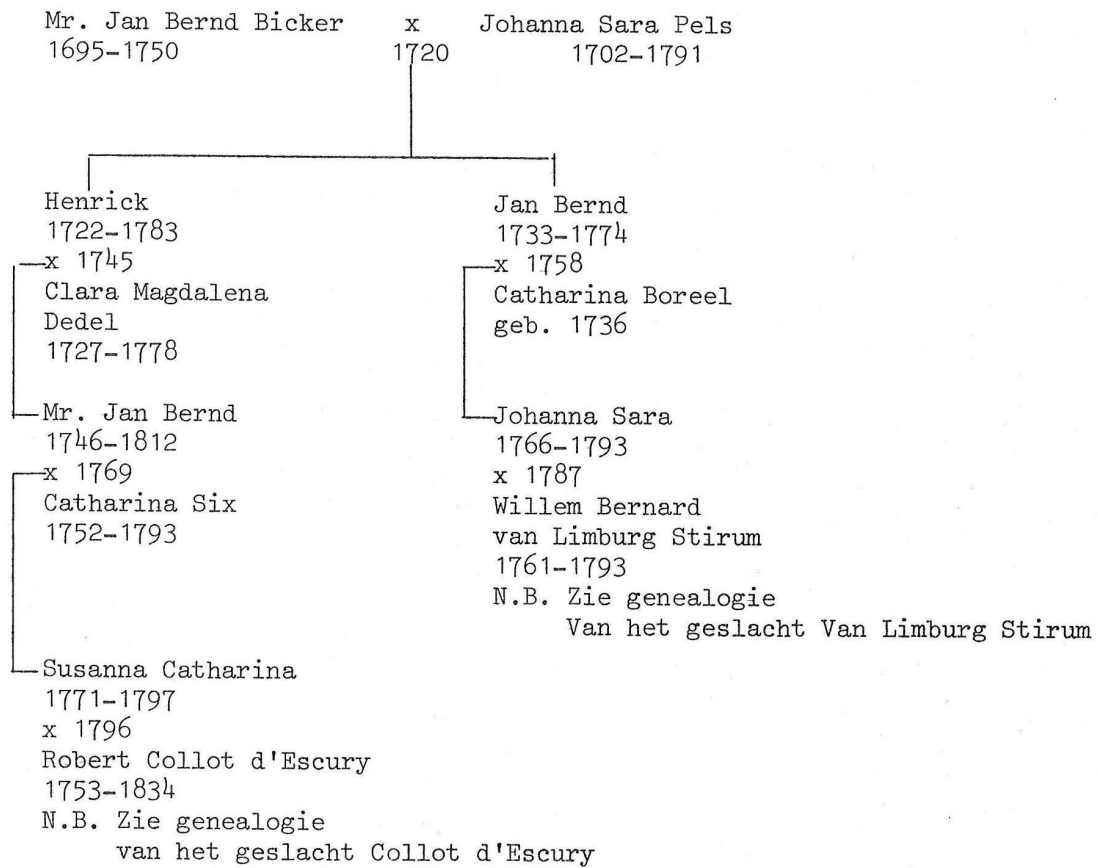 Mr. Jan Bernd Bicker x Johanna Sara Pels
1695-1750 1720 1702-1791
Henrick
1722-1783
x 1745
Clara Magdalena
Dedel
1727-1778
Mr. Jan Bernd
1746-1812
x 1769
Catharina Six
1752-1793
Susanna Catharina
1771-1797
x 1796
Robert Collot d'Escury
1753-1834
N.B. Zie genealogie
van het geslacht Collot d'Escury
Jan Bernd
1733-1774
x 1758
Catharina Boreel
geb. 1736
Johanna Sara
1766-1793
x 1787
Willem Bernard
van Limburg Stirum
1761-1793
N.B. Zie genealogie
Van het geslacht Van Limburg Stirum